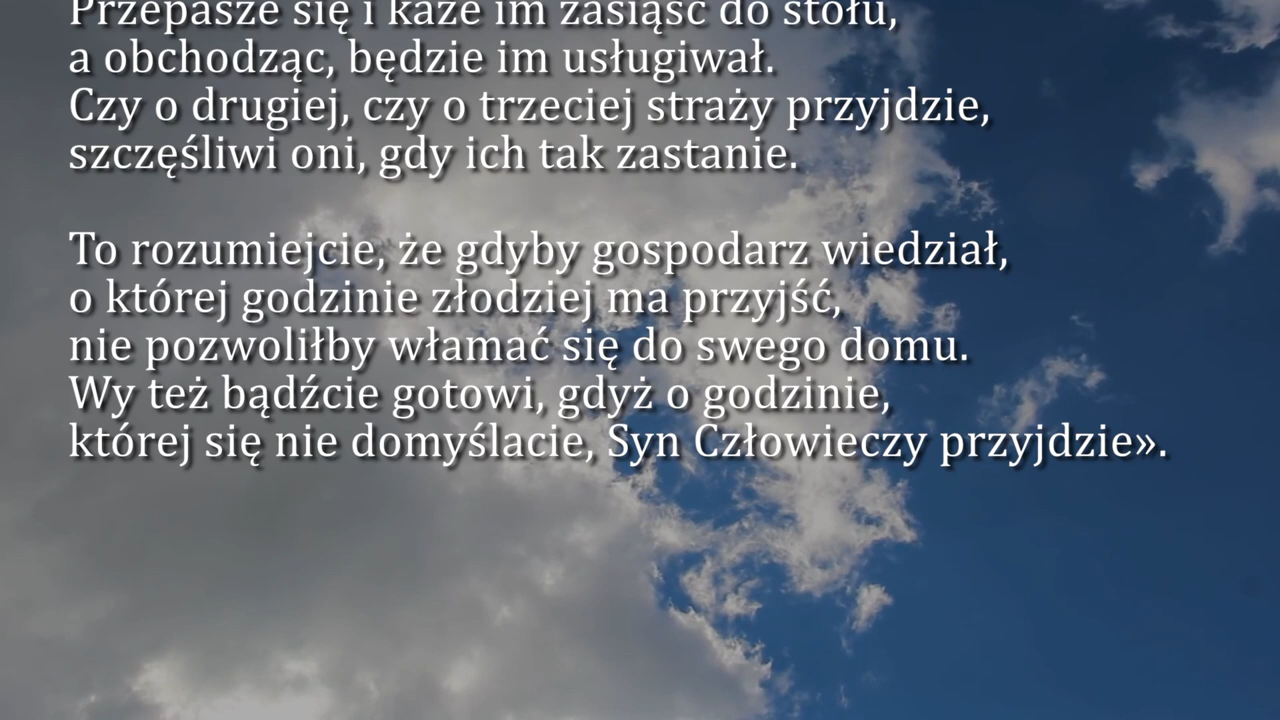 Przepasze się i każe im zasiąść do stołu,
a obchodząc, będzie im usługiwał.
Czy o drugiej, czy o trzeciej straży przyjdzie,
szczęśliwi oni, gdy ich tak zastanie.
To rozumiejcie, że gdyby gospodarz wiedział,
o której godzinie złodziej ma przyjść,
nie pozwoliłby włamać się do swego domu.
Wy też bądźcie gotowi, gdyż o godzinie,
której się nie domyślacie, Syn Człowieczy przyjdzie».